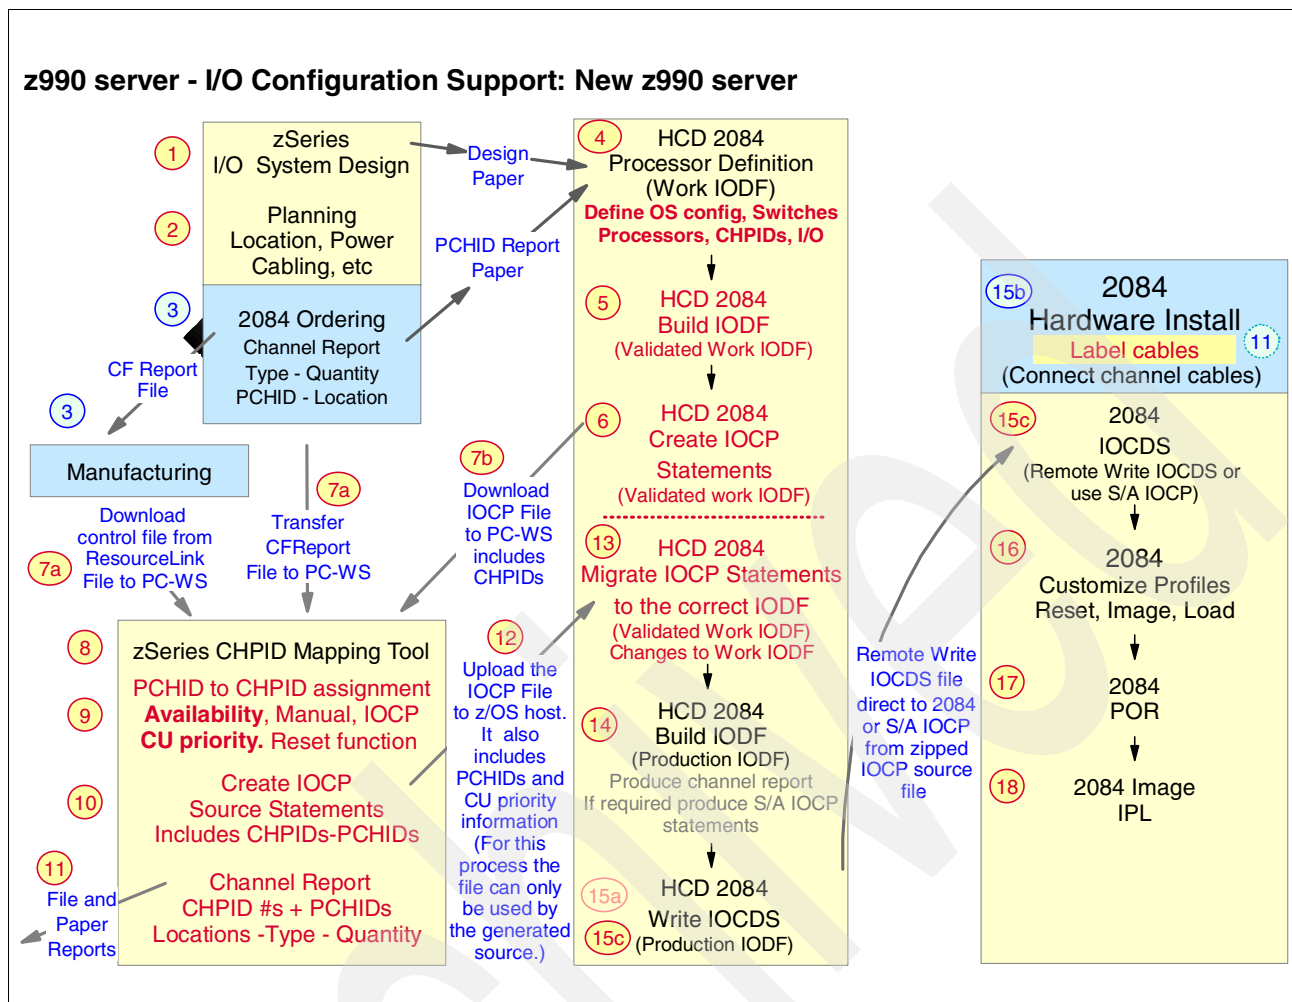 z990 server - I/O Configuration Support: New z990 server
1
zSeries
I/O System Design
2
Planning
Location, Power
Cabling, etc
3
2084 Ordering
Channel Report
Type - Quantity
PCHID - Location
Design
Paper
PCHID Report
Paper
CF Report
File
3
Manufacturing
7a
Download
control file from
ResourceLink
File to PC-WS
7a
Transfer
CFReport
File to PC-WS
7b
Download
IOCP File
to PC-WS
includes
CHPIDs
8
zSeries CHPID Mapping Tool
9
PCHID to CHPID assignment
Availability, Manual, IOCP
CU priority. Reset function
10
Create IOCP
Source Statements
Includes CHPIDs-PCHIDs
11
Channel Report
CHPID #s + PCHIDs
Locations -Type - Quantity
File and
Paper
Reports
12
Upload the
IOCP File
to z/OS host.
It also
includes
PCHIDs and
CU priority
information
(For this
process the
file can only
be used by
the generated
source.)
4
HCD 2084
Processor Definition
(Work IODF)
Define OS config, Switches
Processors, CHPIDs, I/O
5
HCD 2084
Build IODF
(Validated Work IODF)
6
HCD 2084
Create IOCP
Statements
(Validated work IODF)
13
HCD 2084
Migrate IOCP Statements
to the correct IODF
(Validated Work IODF)
Changes to Work IODF
14
HCD 2084
Build IODF
(Production IODF)
Produce channel report
If required produce S/A IOCP
statements
15a
HCD 2084
Write IOCDS
15c
(Production IODF)
Remote Write
IOCDS file
direct to 2084
or S/A IOCP
from zipped
IOCP source
file
15b
2084
Hardware Install
Label cables
11
(Connect channel cables)
15c
2084
IOCDS
(Remote Write IOCDS or
use S/A IOCP)
16
2084
Customize Profiles
Reset, Image, Load
17
2084
POR
18
2084 Image
IPL